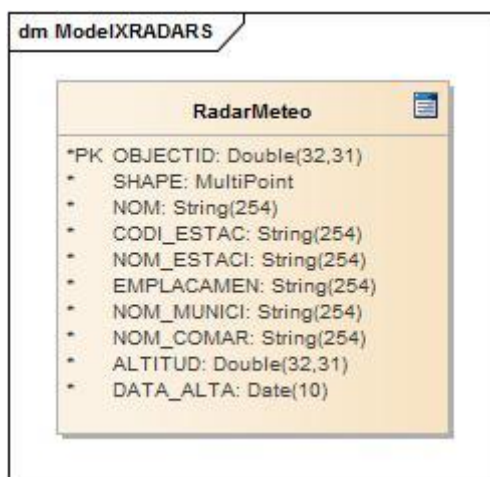 dm ModelXRADARS
RadarMeteo
*PK OBJECTID: Double(32,31)
* SHAPE: MultiPoint
* NOM: String(254)
* CODI_ESTAC: String(254)
* NOM_ESTACI: String(254)
* EMPLACAMEN: String(254)
* NOM_MUNICI: String(254)
* NOM_COMAR: String(254)
* ALTITUD: Double(32,31)
* DATA_ALTA: Date(10)